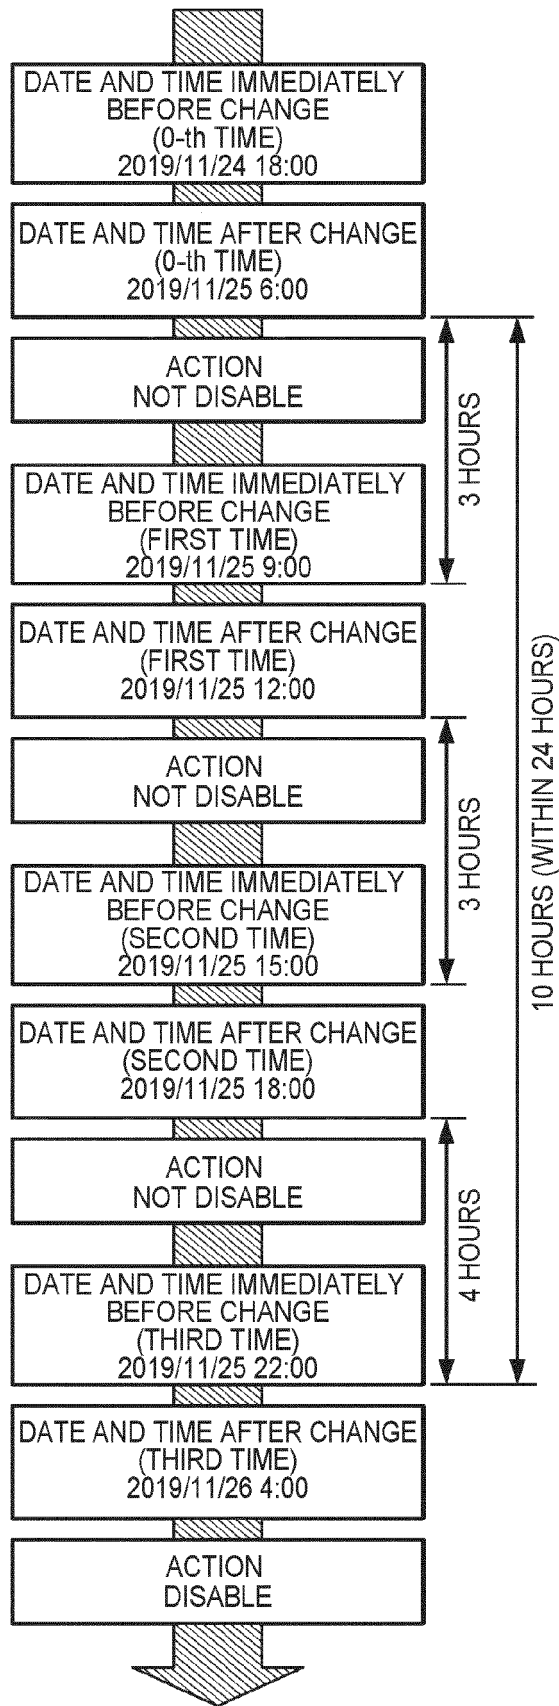 DATE AND TIME IMMEDIATELY
BEFORE CHANGE
(0-th TIME)
2019/11/24 18:00
DATE AND TIME AFTER CHANGE
(0-th TIME)
2019/11/25 6:00
ACTION
NOT DISABLE
3 HOURS
DATE AND TIME IMMEDIATELY
BEFORE CHANGE
(FIRST TIME)
2019/11/25 9:00
DATE AND TIME AFTER CHANGE
(FIRST TIME)
2019/11/25 12:00
10 HOURS (WITHIN 24 HOURS)
ACTION
NOT DISABLE
3 HOURS
DATE AND TIME IMMEDIATELY
BEFORE CHANGE
(SECOND TIME)
2019/11/25 15:00
DATE AND TIME AFTER CHANGE
(SECOND TIME)
2019/11/25 18:00
ACTION
NOT DISABLE
4 HOURS
DATE AND TIME IMMEDIATELY
BEFORE CHANGE
(THIRD TIME)
2019/11/25 22:00
DATE AND TIME AFTER CHANGE
(THIRD TIME)
2019/11/26 4:00
ACTION
DISABLE